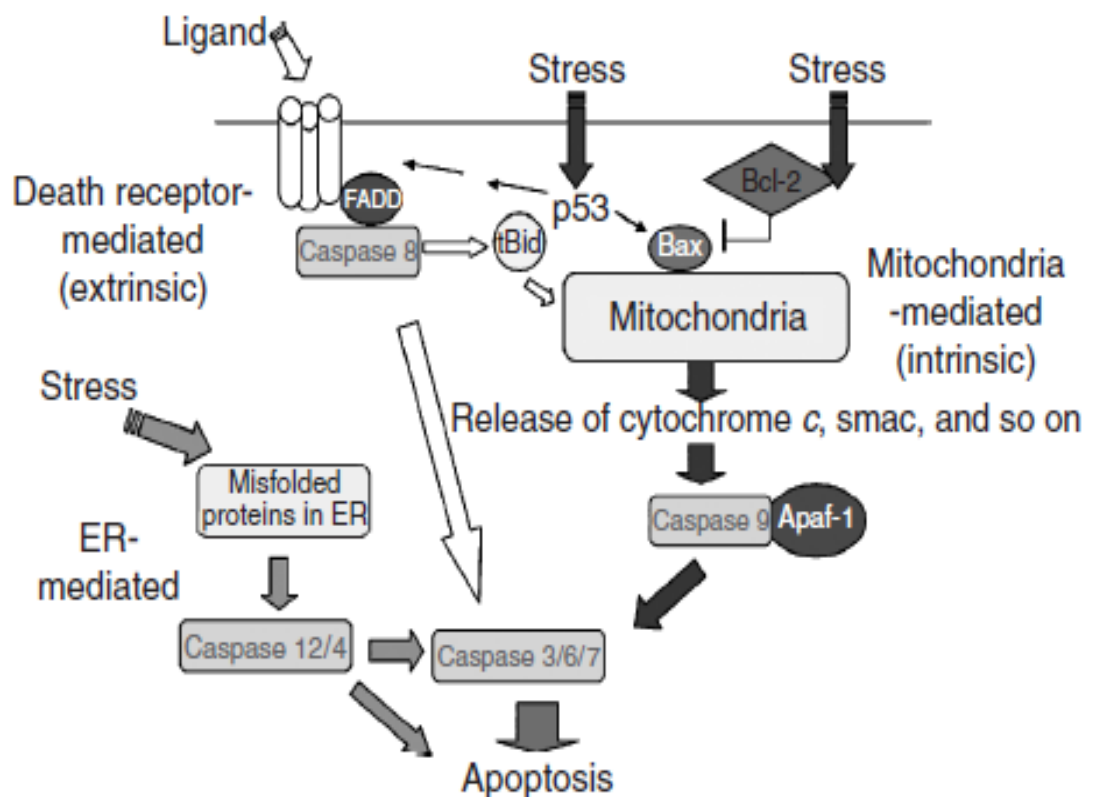 Ligand
Stress
Stress
Bcl-2
Death receptor-
mediated
(extrinsic)
FADD
Caspase 8
tBid
p53
Bax
Mitochondria
Mitochondria
-mediated
(intrinsic)
Stress
Release of cytochrome c, smac, and so on
Misfolded
proteins in ER
Caspase 9
Apaf-1
ER-
mediated
Caspase 12/4
Caspase 3/6/7
Apoptosis